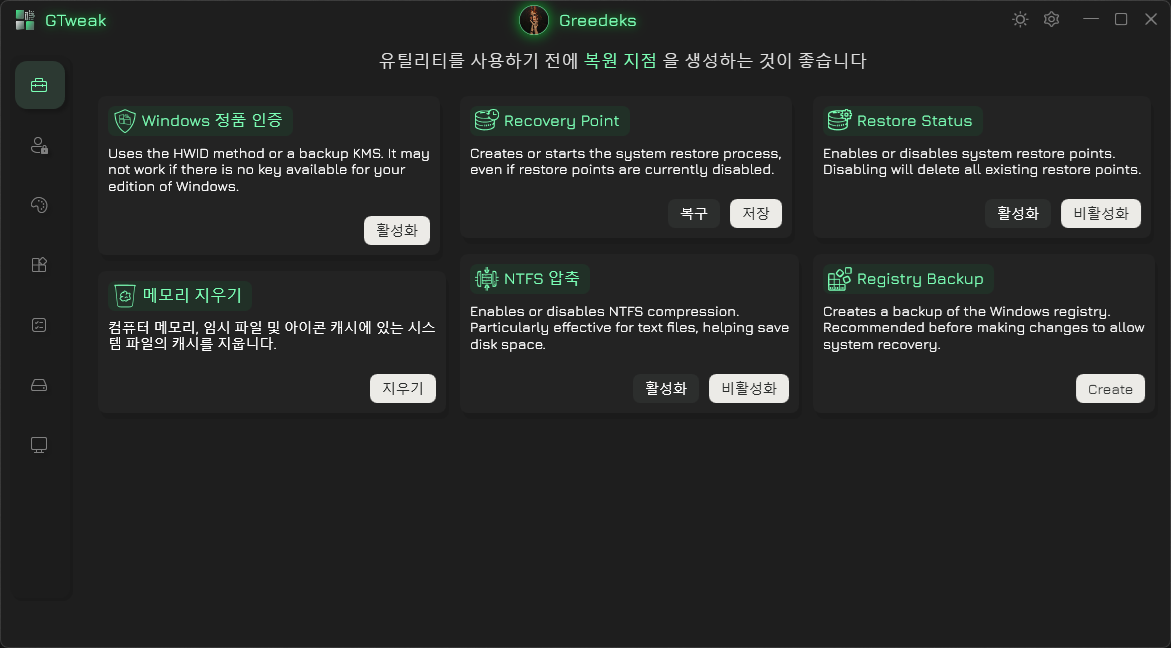 GTweak
Greedeks
유틸리티를 사용하기 전에 복원 지점 을 생성하는 것이 좋습니다
Windows 정품 인증
Uses the HWID method or a backup KMS. It may
not work if there is no key available for your
edition of Windows.
활성화
Recovery Point
Creates or starts the system restore process,
even if restore points are currently disabled.
복구
저장
Restore Status
Enables or disables system restore points.
Disabling will delete all existing restore points.
활성화
비활성화
메모리 지우기
컴퓨터 메모리, 임시 파일 및 아이콘 캐시에 있는 시스
템 파일의 캐시를 지웁니다.
지우기
NTFS 압축
Enables or disables NTFS compression.
Particularly effective for text files, helping save
disk space.
활성화
비활성화
Registry Backup
Creates a backup of the Windows registry.
Recommended before making changes to allow
system recovery.
Create